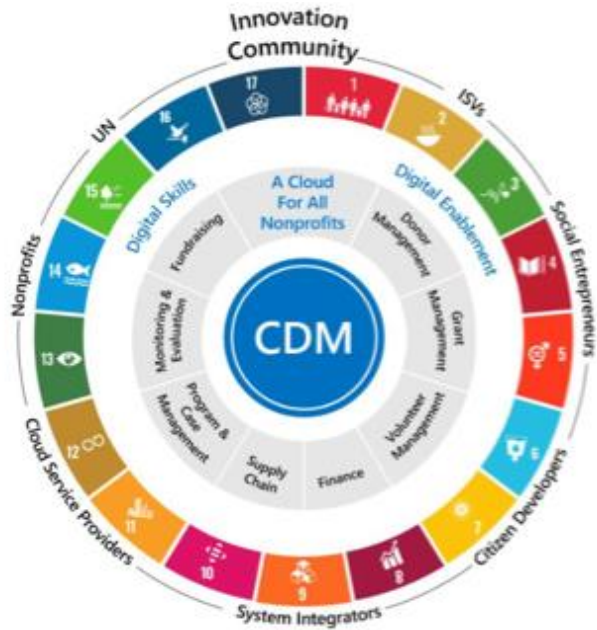 Innovation
Community
ISVs
Social Entrepreneurs
Citizen Developers
System Integrators
Cloud Service Providers
Nonprofits
UN
1
2
3
4
5
6
7
8
9
10
11
12
13
14
15
16
17
Digital Skills
Digital Enablement
A Cloud
For All
Nonprofits
Donor
Management
Grant
Management
Volunteer
Management
Finance
Supply
Chain
Program &
Case
Management
Monitoring &
Evaluation
Fundraising
CDM